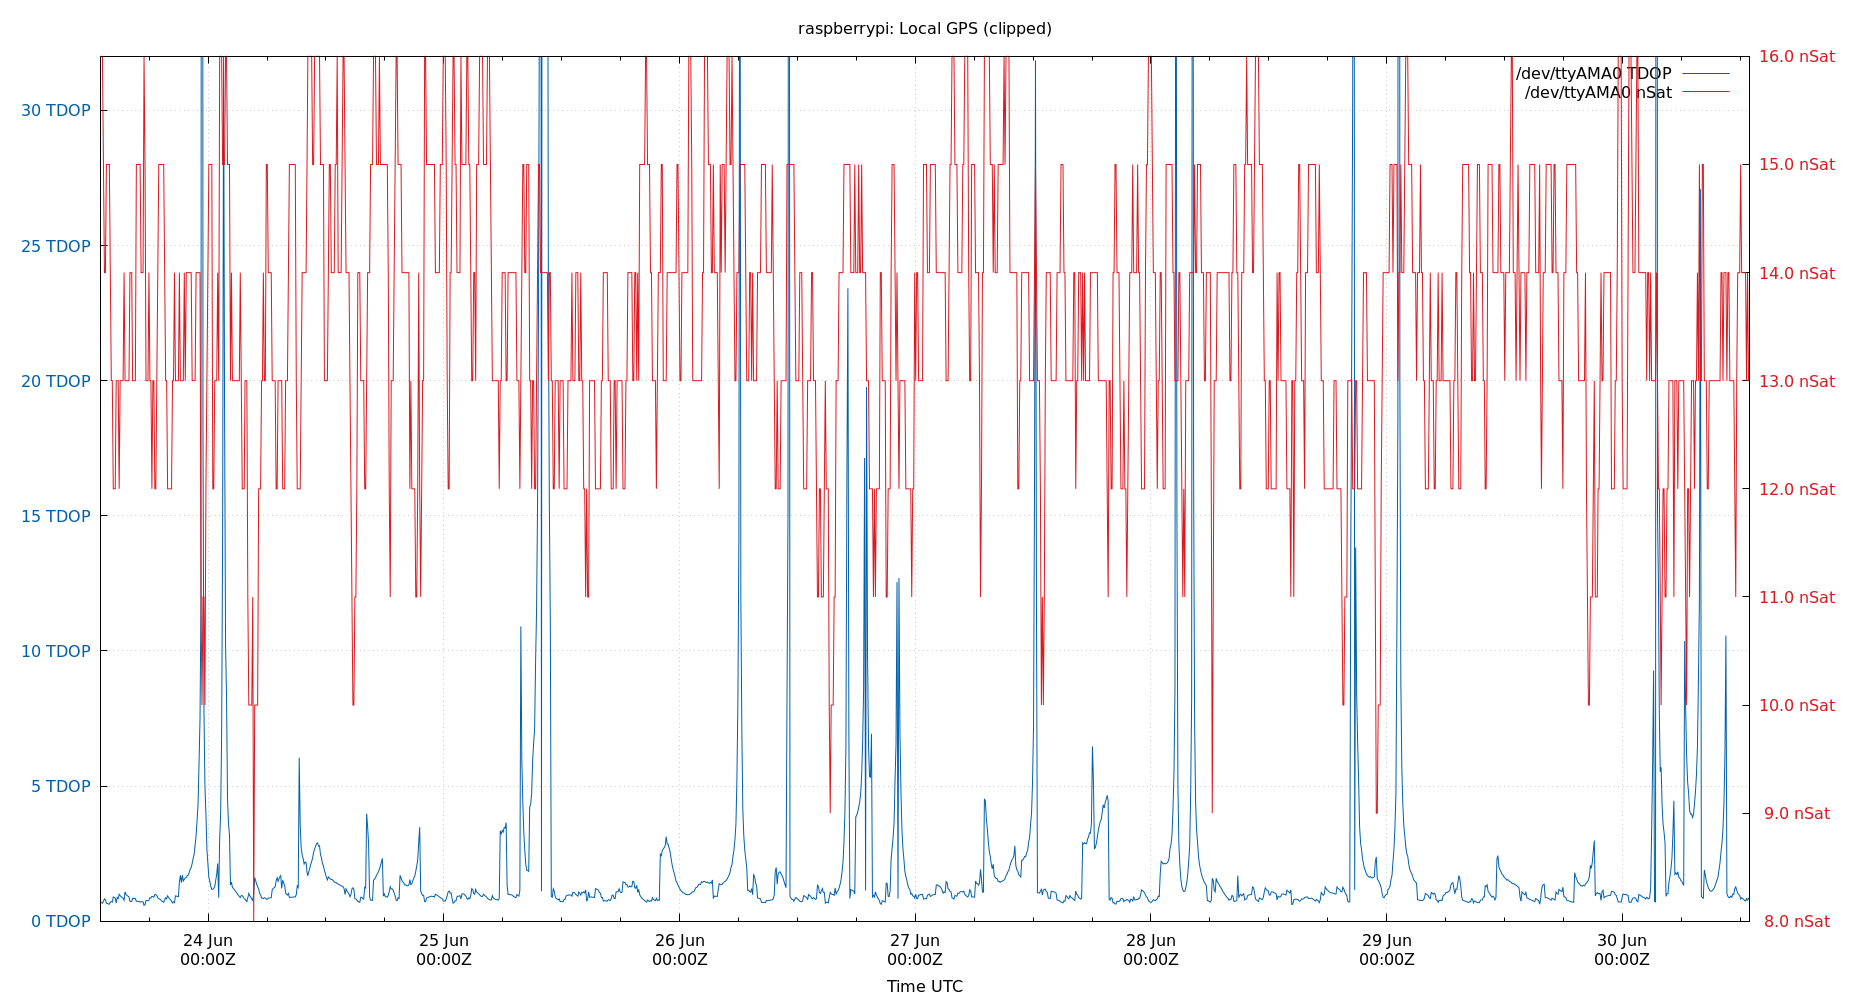 raspberrypi: Local GPS (clipped)
/dev/ttyAMA0 TDOP
/dev/ttyAMA0 nSat
30 TDOP
25 TDOP
20 TDOP
15 TDOP
10 TDOP
5 TDOP
0 TDOP
16.0 nSat
15.0 nSat
14.0 nSat
13.0 nSat
12.0 nSat
11.0 nSat
10.0 nSat
9.0 nSat
8.0 nSat
24 Jun
00:00Z
25 Jun
00:00Z
26 Jun
00:00Z
27 Jun
00:00Z
28 Jun
00:00Z
29 Jun
00:00Z
30 Jun
00:00Z
Time UTC